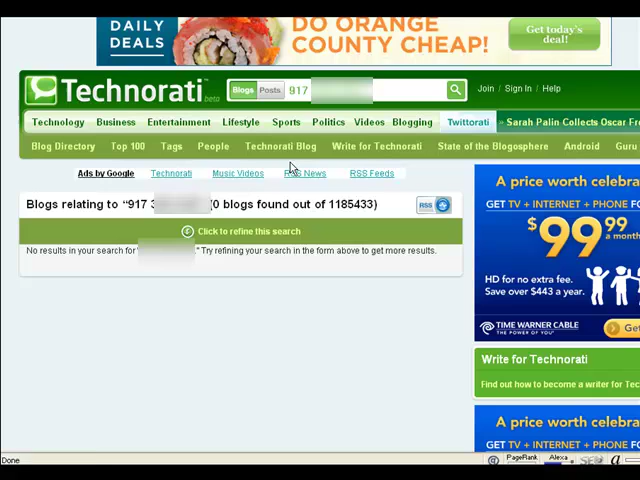 DAILY
DEALS
DO ORANGE
COUNTY CHEAP!
Get today's
deal!
Technorati™
beta
Blogs Posts 917
Join / Sign In / Help
Technology Business Entertainment Lifestyle Sports Politics Videos Blogging Twittorati » Sarah Palin Collects Oscar Fre
Blog Directory Top 100 Tags People Technorati Blog Write for Technorati State of the Blogosphere Android Guru
Ads by Google Technorati Music Videos RSS News RSS Feeds
Blogs relating to "917 3 (0 blogs found out of 1185433)
RSS
Click to refine this search
No results in your search for " ." Try refining your search in the form above to get more results.
A price worth celebra
GET TV + INTERNET + PHONE FO
$99 99
a month
HD for no extra fee.
Save over $443 a year.
TIME WARNER CABLE
THE POWER OF YOU™
Get
Write for Technorati
Find out how to become a writer for Tec
A price worth celebra
GET TV + INTERNET + PHONE FO
Done
PageRank Alexa SEO a